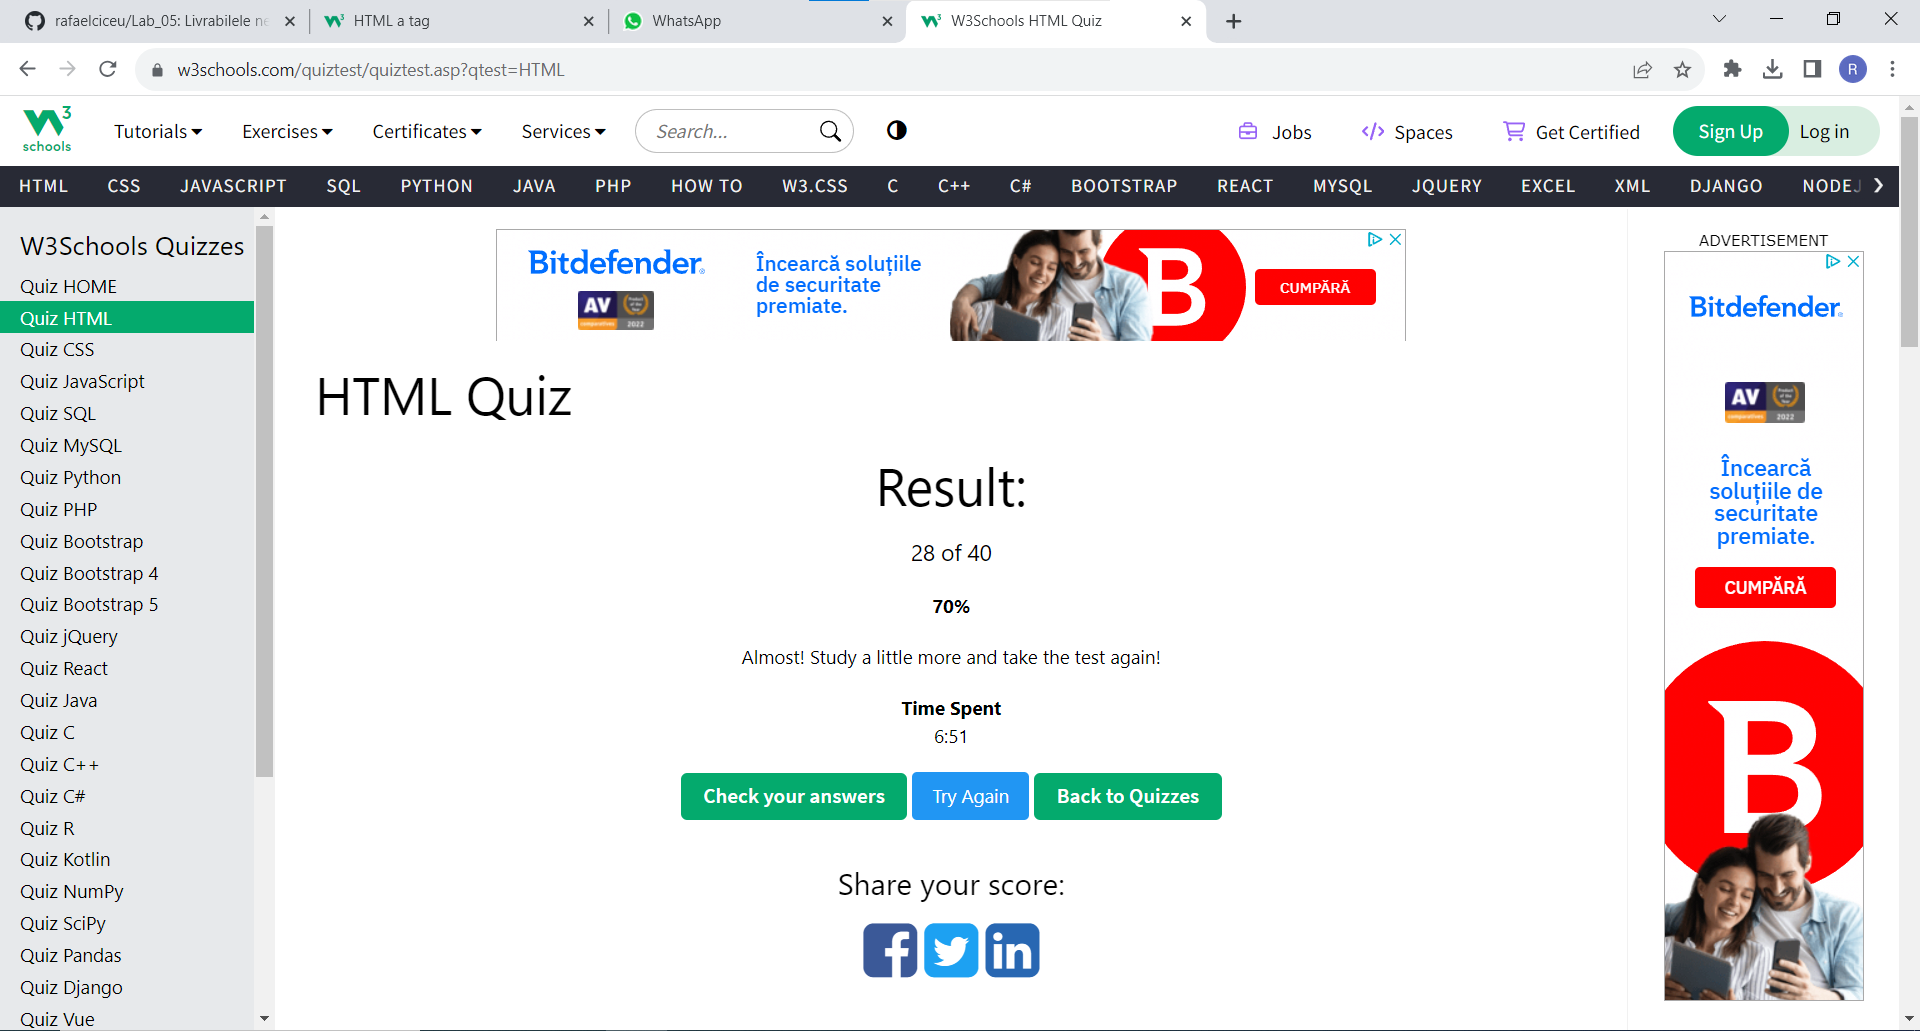 rafaelciceu/Lab_05: Livrabilele ne
HTML a tag
WhatsApp
W3Schools HTML Quiz
w3schools.com/quiztest/quiztest.asp?qtest=HTML
R
3
schools
Tutorials
Exercises
Certificates
Services
Search...
Jobs
Spaces
Get Certified
Sign Up
Log in
HTML
CSS
JAVASCRIPT
SQL
PYTHON
JAVA
PHP
HOW TO
W3.CSS
C
C++
C#
BOOTSTRAP
REACT
MYSQL
JQUERY
EXCEL
XML
DJANGO
NODEJ
W3Schools Quizzes
Quiz HOME
Quiz HTML
Quiz CSS
Quiz JavaScript
Quiz SQL
Quiz MySQL
Quiz Python
Quiz PHP
Quiz Bootstrap
Quiz Bootstrap 4
Quiz Bootstrap 5
Quiz jQuery
Quiz React
Quiz Java
Quiz C
Quiz C++
Quiz C#
Quiz R
Quiz Kotlin
Quiz NumPy
Quiz SciPy
Quiz Pandas
Quiz Django
Quiz Vue
Bitdefender
AV
comparatives
2022
Încearcă soluțiile
de securitate
premiate.
B
CUMPĂRĂ
HTML Quiz
Result:
28 of 40
70%
Almost! Study a little more and take the test again!
Time Spent
6:51
Check your answers
Try Again
Back to Quizzes
Share your score:
ADVERTISEMENT
Bitdefender
AV
comparatives
2022
Încearcă
soluțiile de
securitate
premiate.
CUMPĂRĂ
B